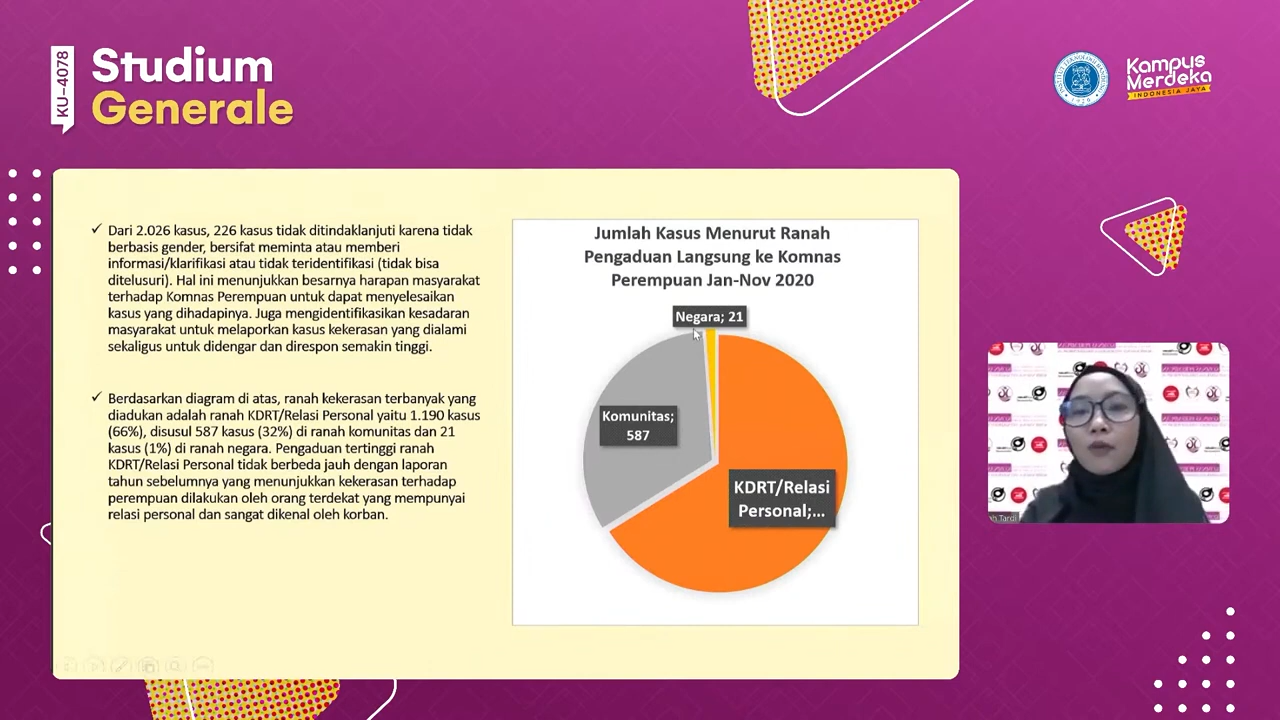 KU-4078
Studium
Generale
INSTITUT TEKNOLOGI BANDUNG
1920
Kampus
Merdeka
INDONESIA JAYA
✓ Dari 2.026 kasus, 226 kasus tidak ditindaklanjuti karena tidak
berbasis gender, bersifat meminta atau memberi
informasi/klarifikasi atau tidak teridentifikasi (tidak bisa
ditelusuri). Hal ini menunjukkan besarnya harapan masyarakat
terhadap Komnas Perempuan untuk dapat menyelesaikan
kasus yang dihadapinya. Juga mengidentifikasikan kesadaran
masyarakat untuk melaporkan kasus kekerasan yang dialami
sekaligus untuk didengar dan direspon semakin tinggi.
✓ Berdasarkan diagram di atas, ranah kekerasan terbanyak yang
diadukan adalah ranah KDRT/Relasi Personal yaitu 1.190 kasus
(66%), disusul 587 kasus (32%) di ranah komunitas dan 21
kasus (1%) di ranah negara. Pengaduan tertinggi ranah
KDRT/Relasi Personal tidak berbeda jauh dengan laporan
tahun sebelumnya yang menunjukkan kekerasan terhadap
perempuan dilakukan oleh orang terdekat yang mempunyai
relasi personal dan sangat dikenal oleh korban.
Jumlah Kasus Menurut Ranah
Pengaduan Langsung ke Komnas
Perempuan Jan-Nov 2020
Negara; 21
Komunitas;
587
KDRT/Relasi
Personal;...
Tardi